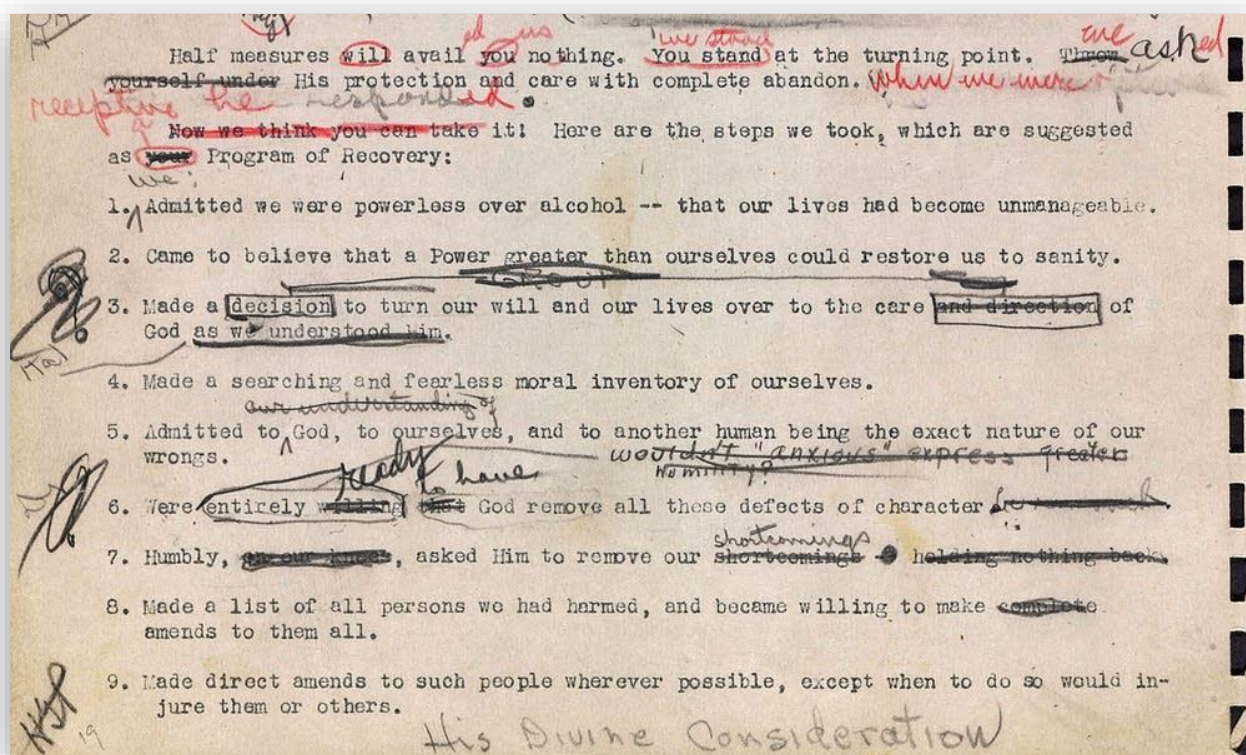 ed us we stood we
Half measures will avail you nothing. You stand at the turning point. Throw asked
yourself under His protection and care with complete abandon. When we were
receptive he responded.
a
Now we think you can take it! Here are the steps we took, which are suggested
as your Program of Recovery:
we:
1. Admitted we were powerless over alcohol -- that our lives had become unmanageable.
2. Came to believe that a Power greater than ourselves could restore us to sanity.
3. Made a decision to turn our will and our lives over to the care and direction of
God as we understood him.
4. Made a searching and fearless moral inventory of ourselves.
our understanding of
5. Admitted to God, to ourselves, and to another human being the exact nature of our
wrongs. wouldn't "anxious" express greater
ready to have humility?
6. Were entirely willing that God remove all these defects of character
shortcomings
7. Humbly, on our knees, asked Him to remove our shortcomings holding nothing back.
8. Made a list of all persons we had harmed, and became willing to make complete
amends to them all.
9. Made direct amends to such people wherever possible, except when to do so would in-
jure them or others.
19 His Divine Consideration